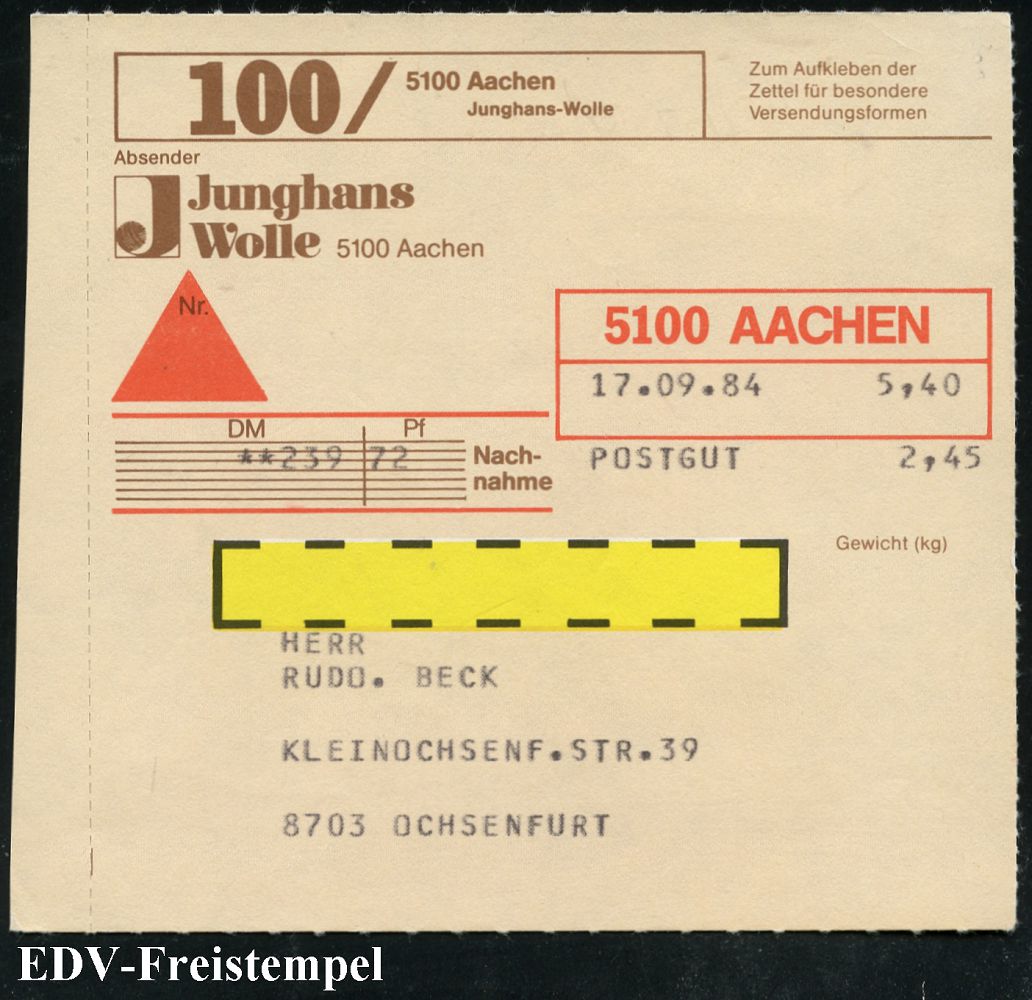 100/ 5100 Aachen
Junghans-Wolle
Zum Aufkleben der
Zettel für besondere
Versendungsformen
Absender
J Junghans
Wolle 5100 Aachen
Nr.
5100 AACHEN
17.09.84 5,40
DM Pf
**239 72
Nach-
nahme
POSTGUT 2,45
Gewicht (kg)
HERR
RUDO. BECK
KLEINOCHSENF.STR.39
8703 OCHSENFURT
EDV-Freistempel